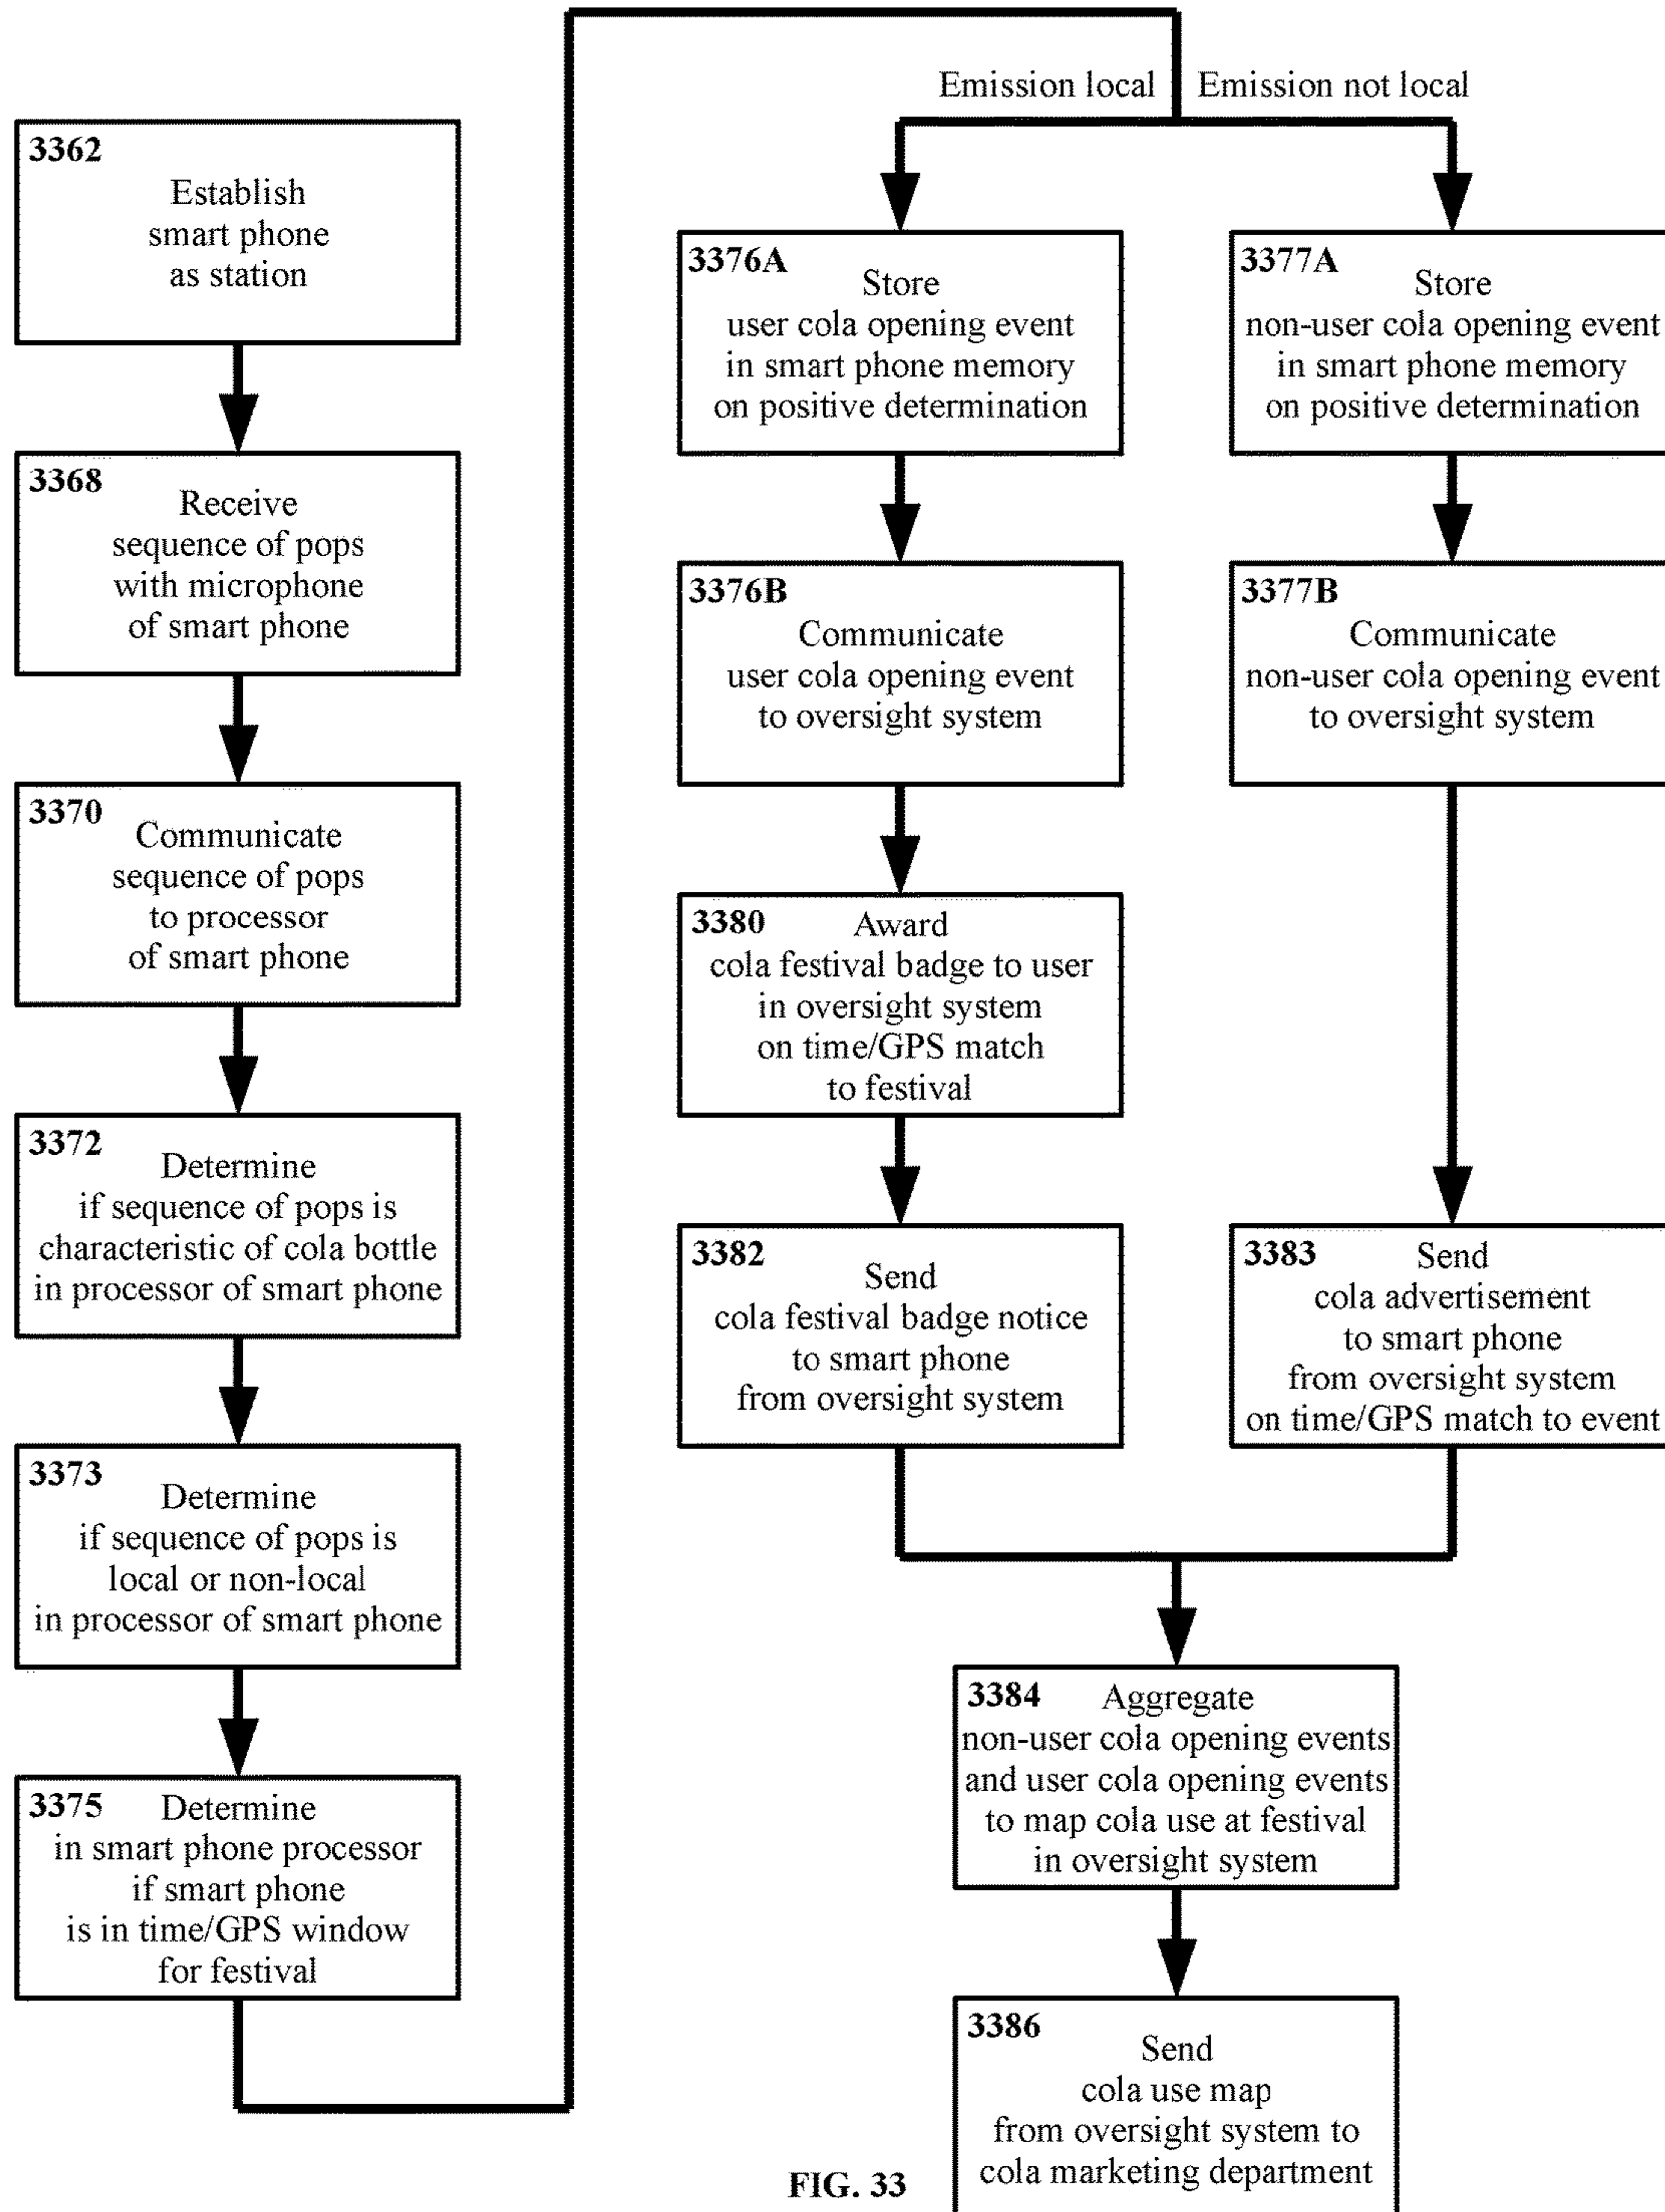 3362
Establish
smart phone
as station
3368
Receive
sequence of pops
with microphone
of smart phone
3370
Communicate
sequence of pops
to processor
of smart phone
3372
Determine
if sequence of pops is
characteristic of cola bottle
in processor of smart phone
3373
Determine
if sequence of pops is
local or non-local
in processor of smart phone
3375 Determine
in smart phone processor
if smart phone
is in time/GPS window
for festival
Emission local
Emission not local
3376A
Store
user cola opening event
in smart phone memory
on positive determination
3377A
Store
non-user cola opening event
in smart phone memory
on positive determination
3376B
Communicate
user cola opening event
to oversight system
3377B
Communicate
non-user cola opening event
to oversight system
3380 Award
cola festival badge to user
in oversight system
on time/GPS match
to festival
3382
Send
cola festival badge notice
to smart phone
from oversight system
3383 Send
cola advertisement
to smart phone
from oversight system
on time/GPS match to event
3384 Aggregate
non-user cola opening events
and user cola opening events
to map cola use at festival
in oversight system
3386
Send
cola use map
from oversight system to
cola marketing department
FIG. 33